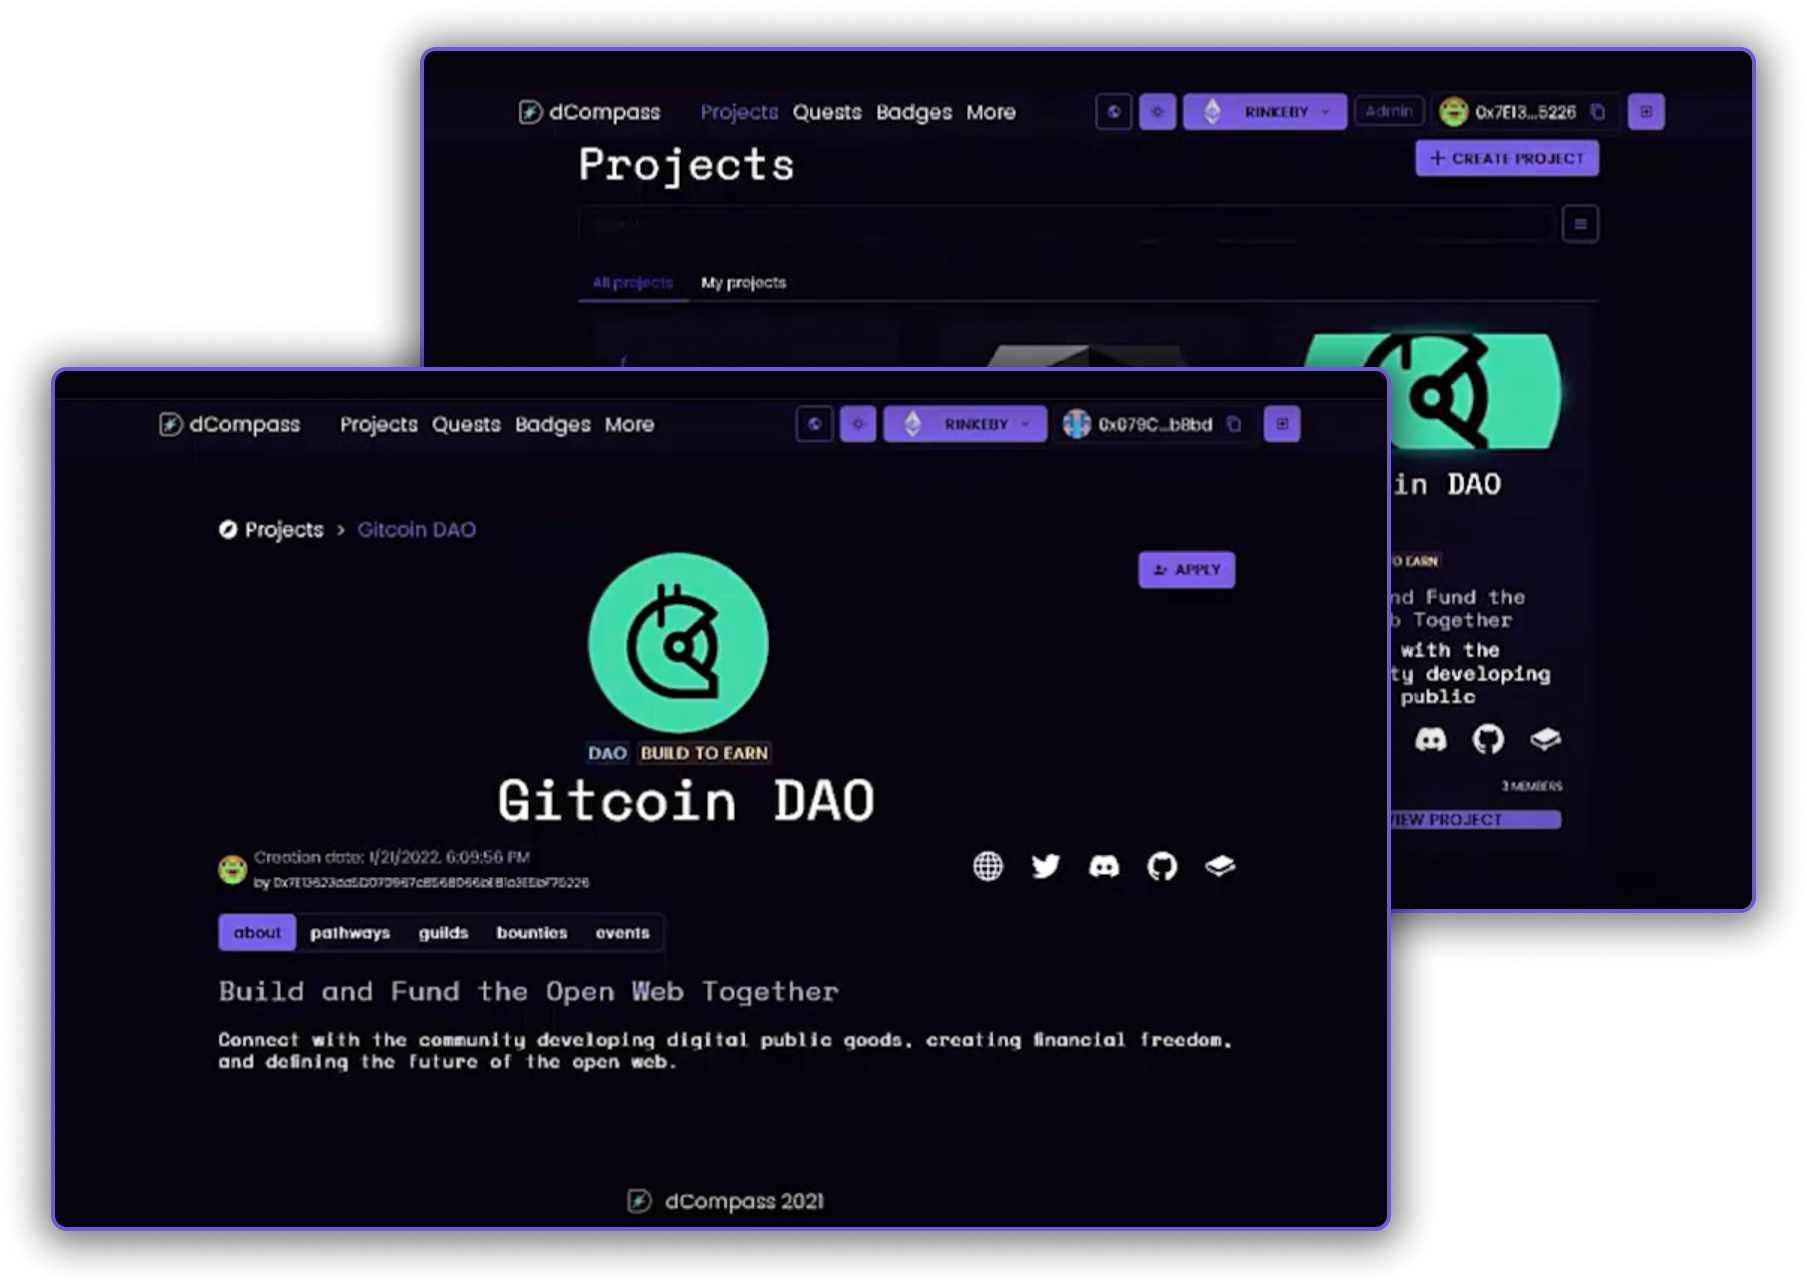 dCompass Projects Quests Badges More RINKEBY Admin 0x7E13...5226
Projects
+ CREATE PROJECT
All projects My projects
in DAO
O EARN
nd Fund the
b Together
with the
ty developing
public
3 MEMBERS
VIEW PROJECT
dCompass Projects Quests Badges More RINKEBY 0x079C...b8bd
Projects > Gitcoin DAO
APPLY
DAO BUILD TO EARN
Gitcoin DAO
Creation date: 1/21/2022, 6:09:56 PM
by
about pathways guilds bounties events
Build and Fund the Open Web Together
Connect with the community developing digital public goods, creating financial freedom,
and defining the future of the open web.
dCompass 2021